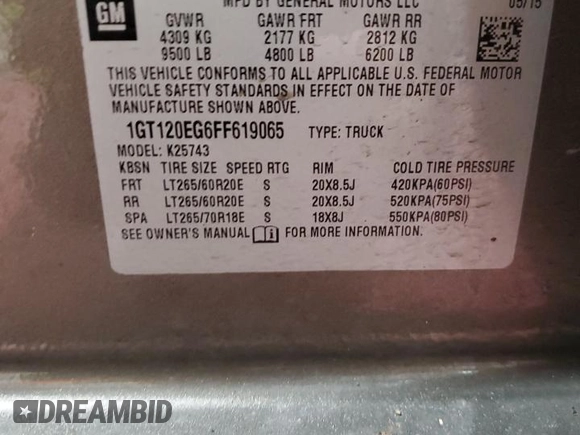 MFD BY GENERAL MOTORS LLC 05/15
GM
GVWR GAWR FRT GAWR RR
4309 KG 2177 KG 2812 KG
9500 LB 4800 LB 6200 LB
THIS VEHICLE CONFORMS TO ALL APPLICABLE U.S. FEDERAL MOTOR
VEHICLE SAFETY STANDARDS IN EFFECT ON THE DATE OF
MANUFACTURE SHOWN ABOVE.
1GT120EG6FF619065 TYPE: TRUCK
MODEL: K25743
KBSN TIRE SIZE SPEED RTG RIM COLD TIRE PRESSURE
FRT LT265/60R20E S 20X8.5J 420KPA(60PSI)
RR LT265/60R20E S 20X8.5J 520KPA(75PSI)
SPA LT265/70R18E S 18X8J 550KPA(80PSI)
SEE OWNER'S MANUAL FOR MORE INFORMATION.
DREAMBID